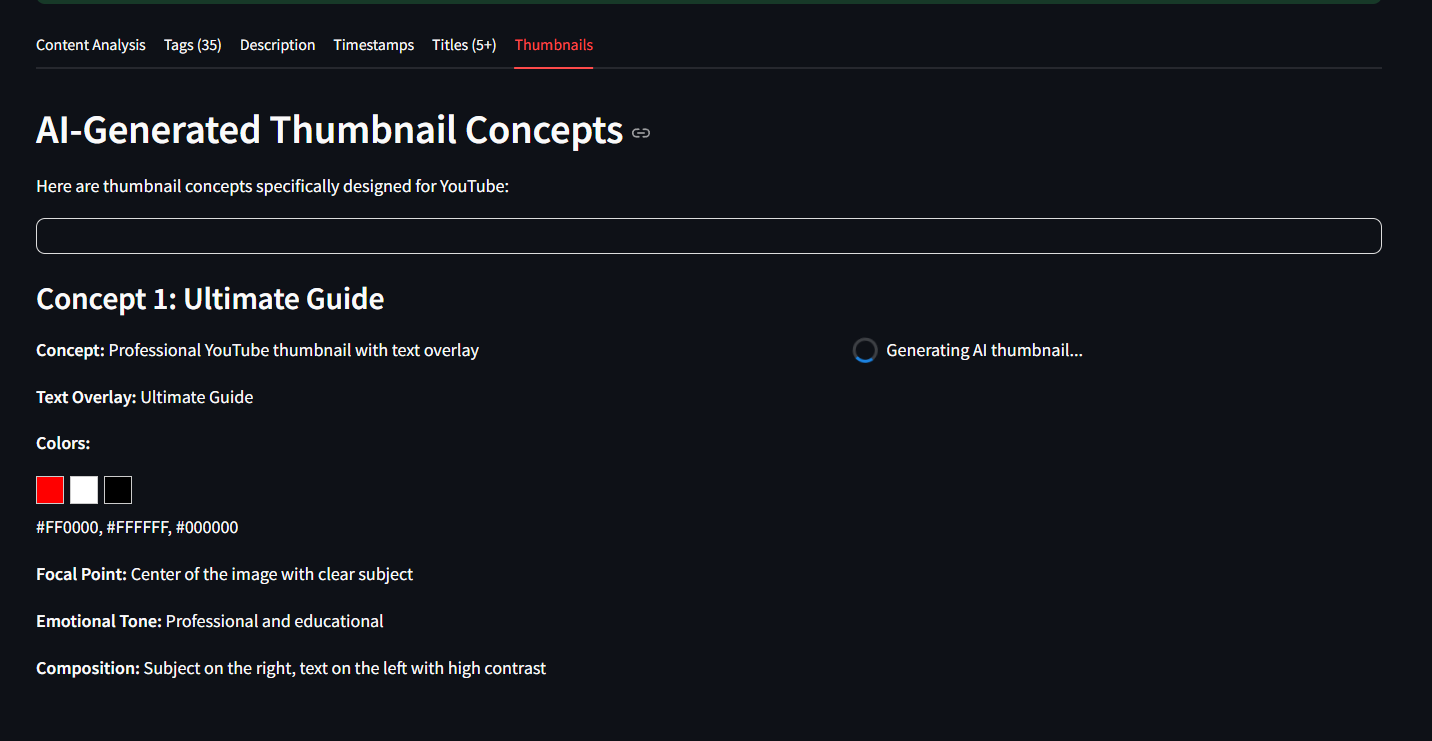 Content Analysis Tags (35) Description Timestamps Titles (5+) Thumbnails
AI-Generated Thumbnail Concepts
Here are thumbnail concepts specifically designed for YouTube:
Concept 1: Ultimate Guide
Concept: Professional YouTube thumbnail with text overlay
Generating AI thumbnail...
Text Overlay: Ultimate Guide
Colors:
#FF0000, #FFFFFF, #000000
Focal Point: Center of the image with clear subject
Emotional Tone: Professional and educational
Composition: Subject on the right, text on the left with high contrast